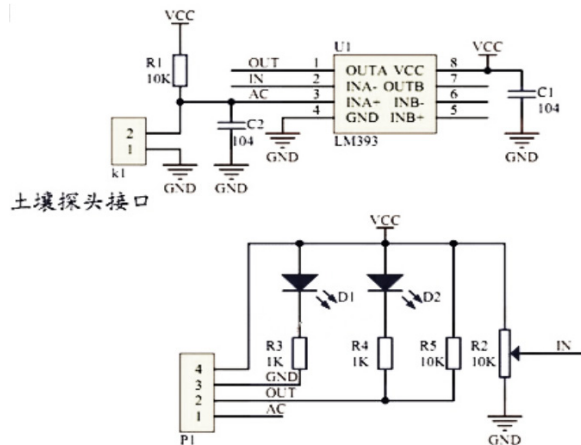 VCC
R1
10K
OUT 1
IN 2
AC 3
4
U1
OUTA VCC
INA- OUTB
INA+ INB-
GND INB+
LM393
8
7
6
5
VCC
C1
104
GND
2
1
k1
GND
C2
104
GND
GND
土壤探头接口
VCC
D1
D2
R3
1K
R4
1K
R5
10K
R2
10K
IN
4
3 GND
2 OUT
1 AC
P1
GND